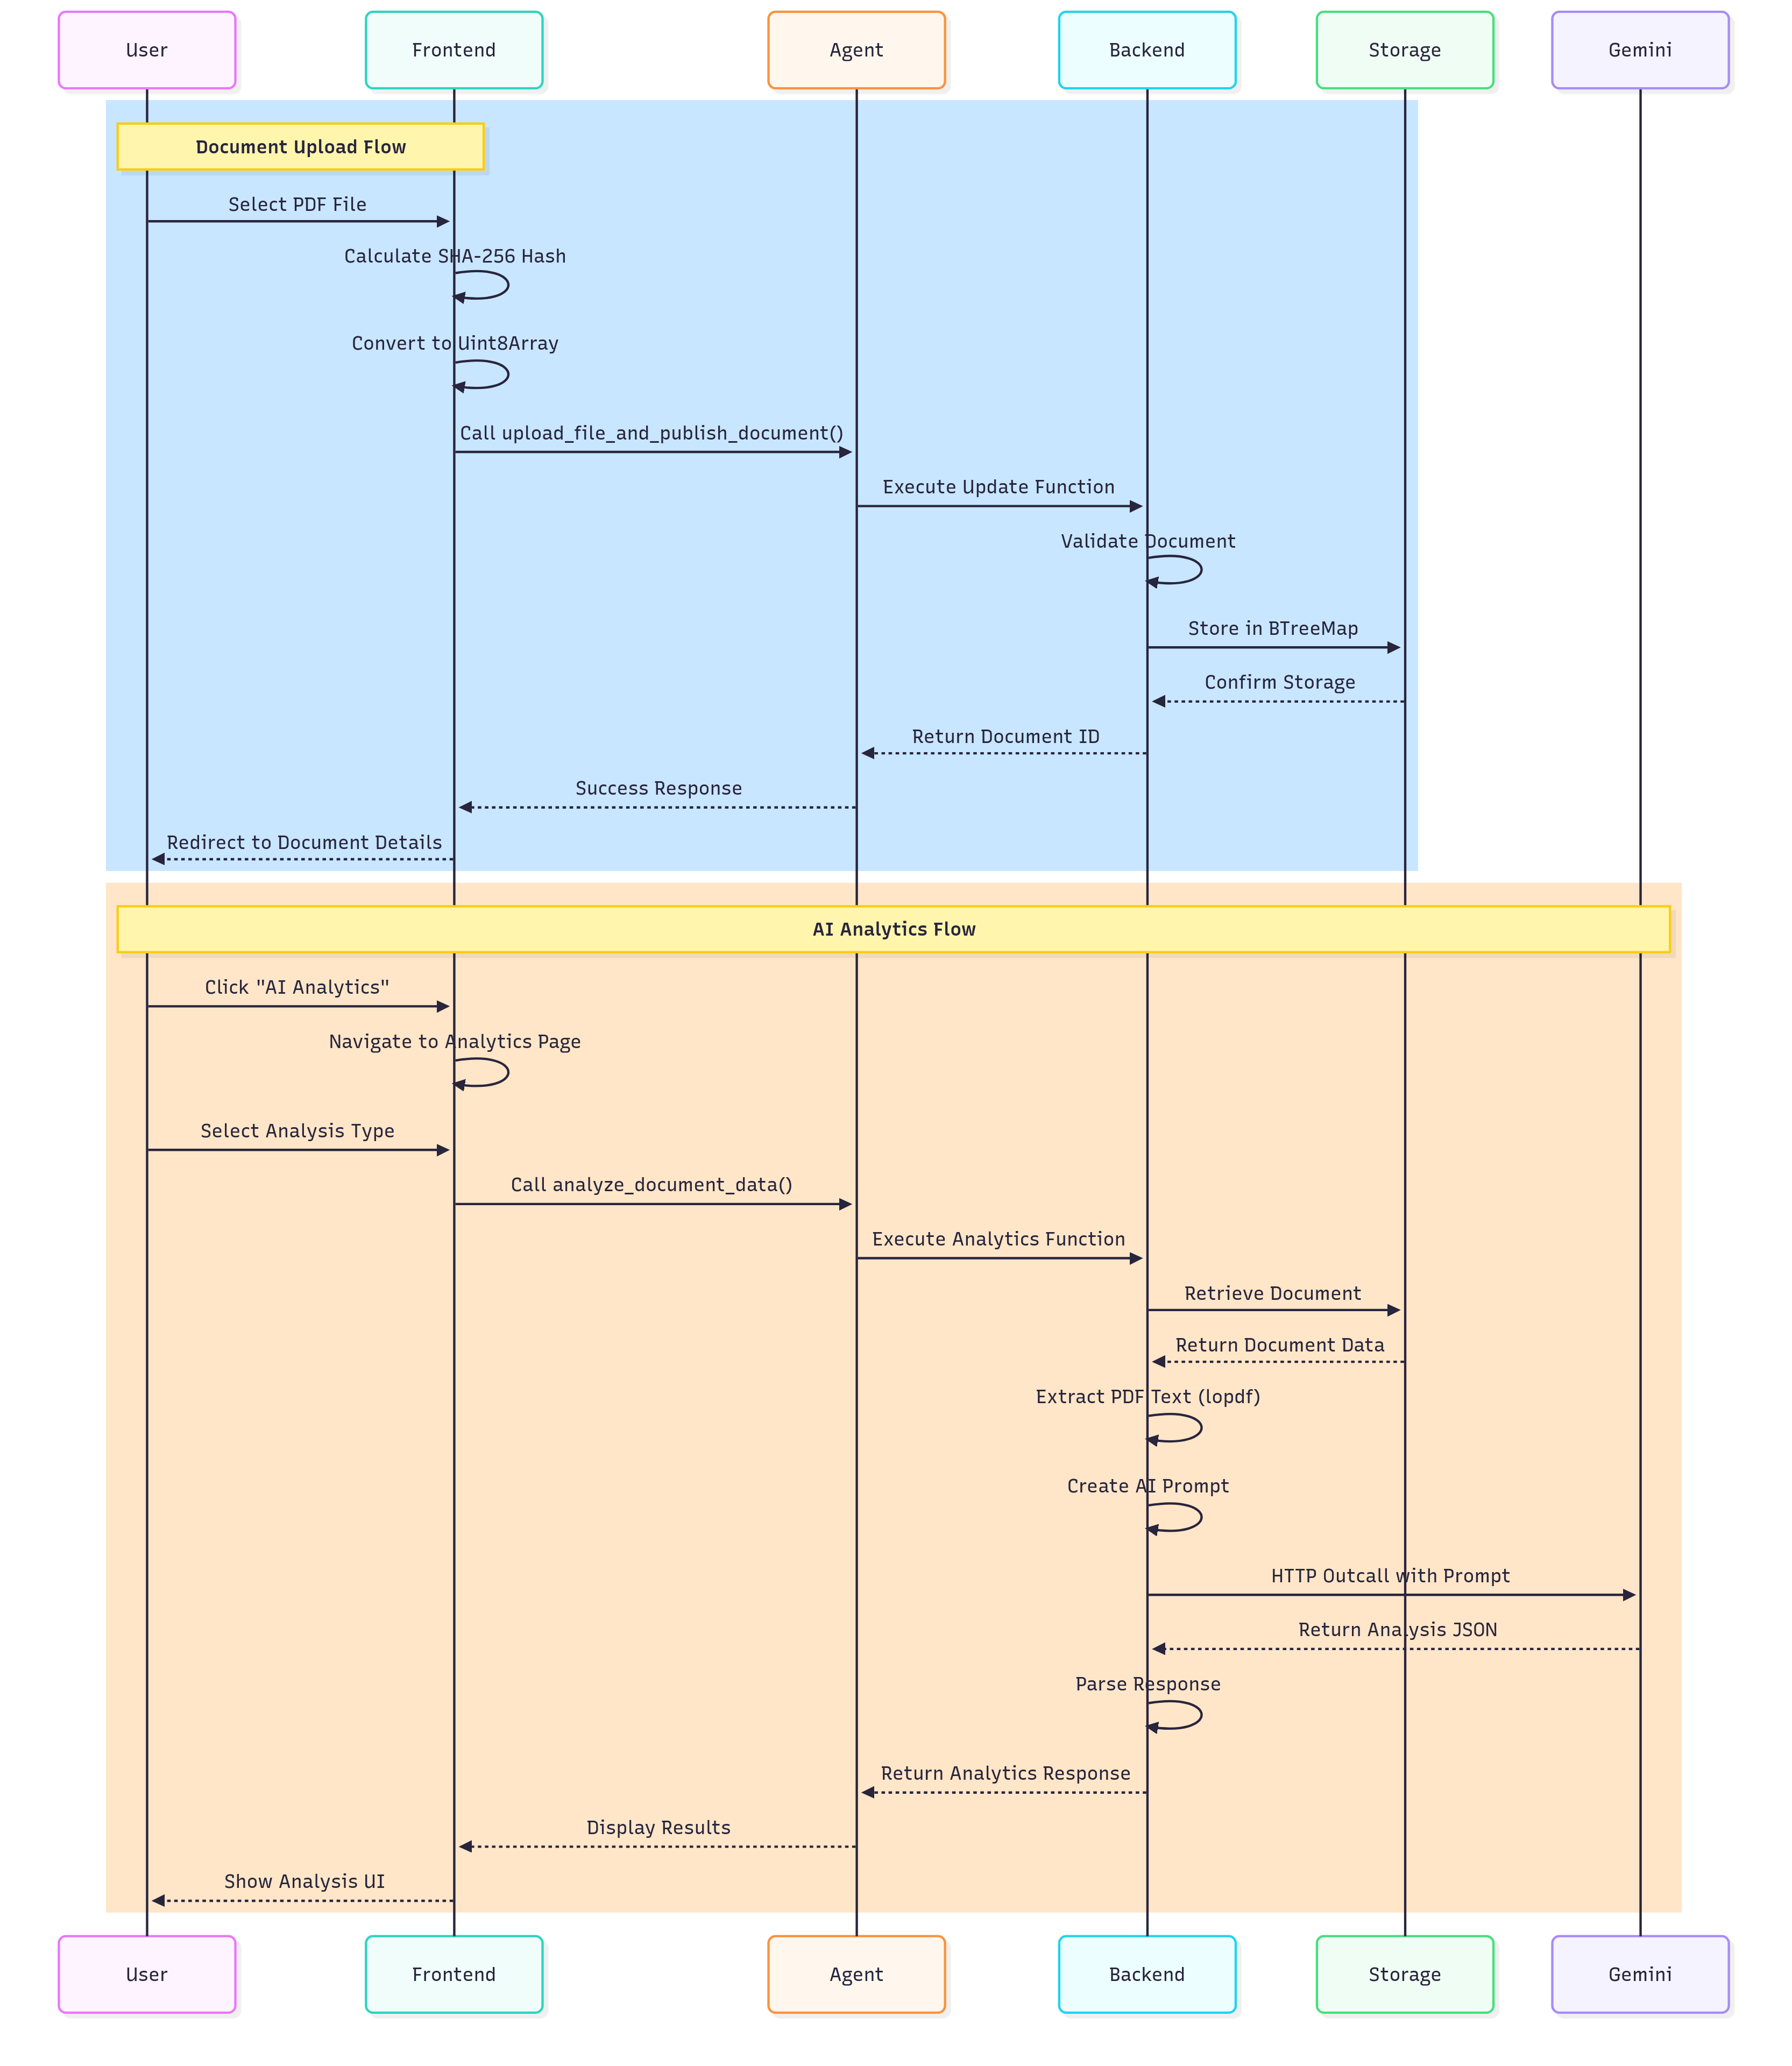 User
Frontend
Agent
Backend
Storage
Gemini
Document Upload Flow
Select PDF File
Calculate SHA-256 Hash
Convert to Uint8Array
Call upload_file_and_publish_document()
Execute Update Function
Validate Document
Store in BTreeMap
Confirm Storage
Return Document ID
Success Response
Redirect to Document Details
AI Analytics Flow
Click "AI Analytics"
Navigate to Analytics Page
Select Analysis Type
Call analyze_document_data()
Execute Analytics Function
Retrieve Document
Return Document Data
Extract PDF Text (lopdf)
Create AI Prompt
HTTP Outcall with Prompt
Return Analysis JSON
Parse Response
Return Analytics Response
Display Results
Show Analysis UI
User
Frontend
Agent
Backend
Storage
Gemini